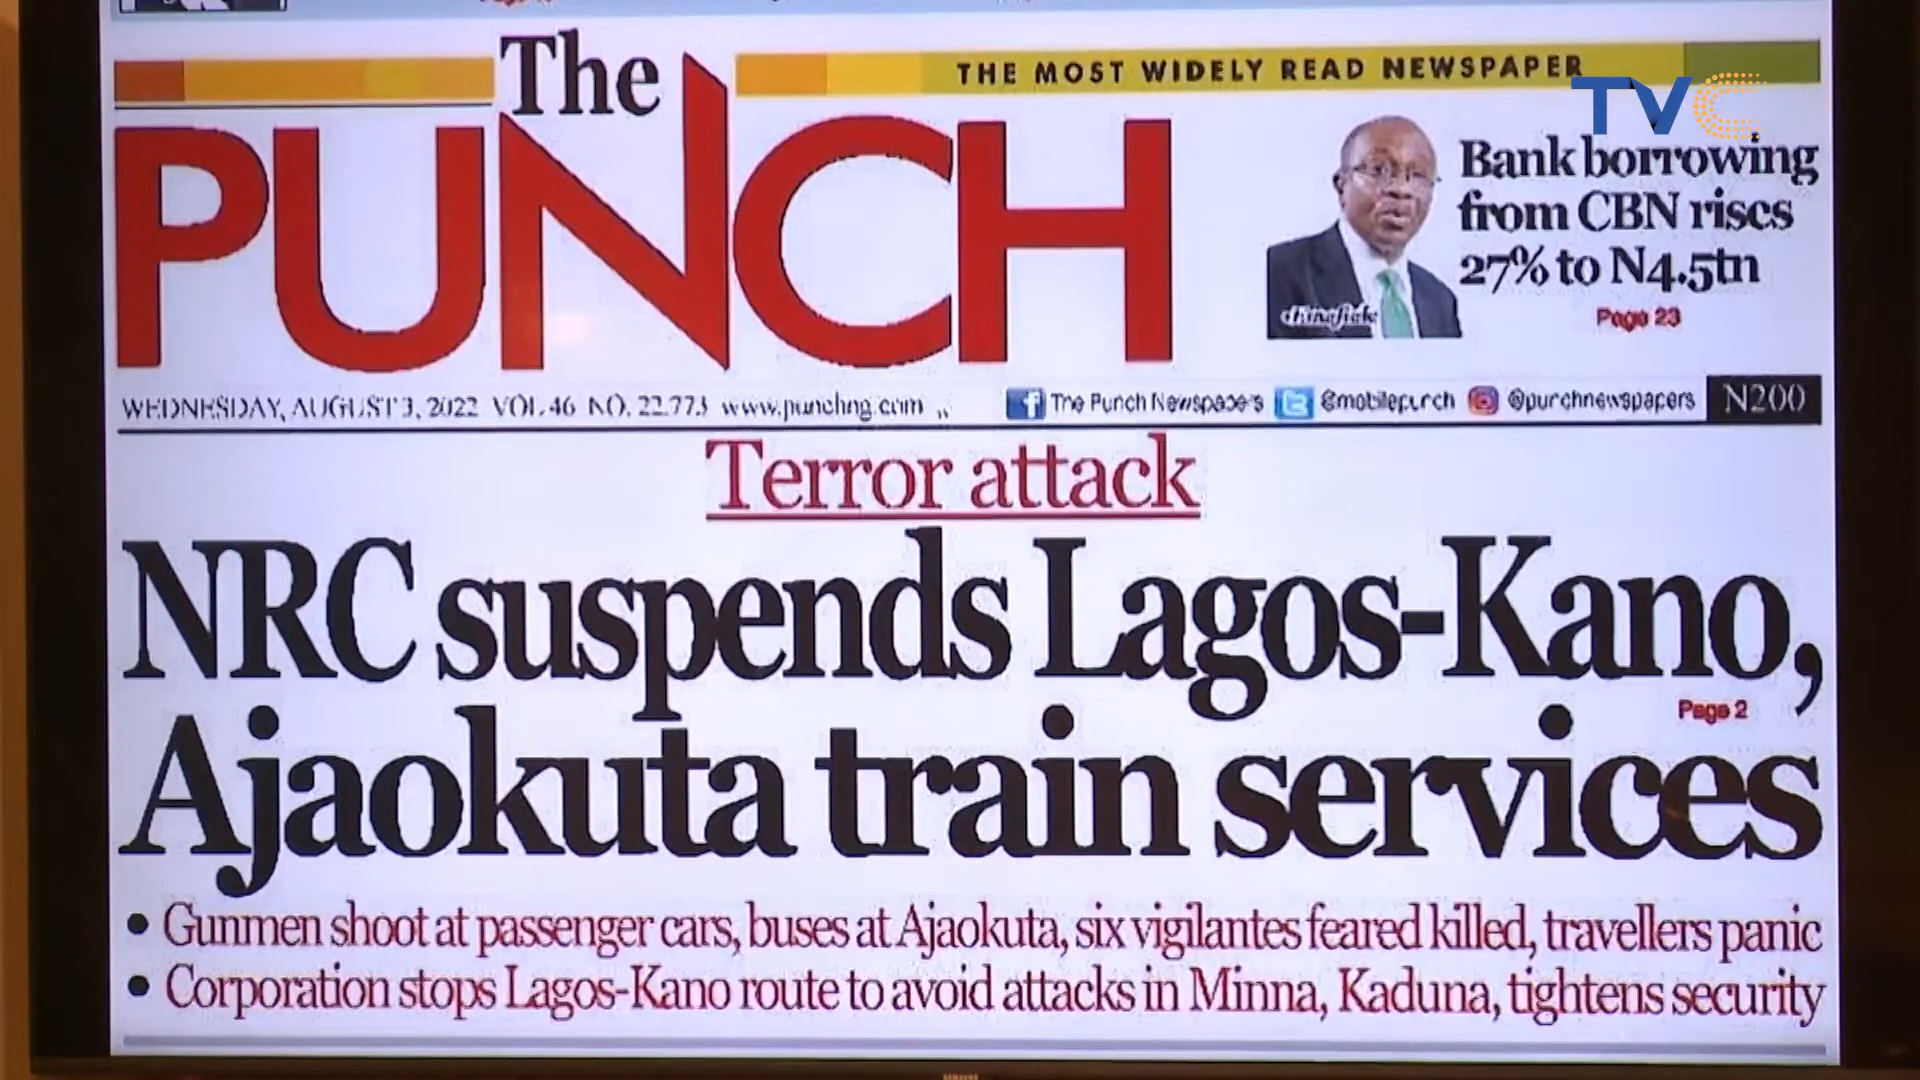 The
PUNCH
THE MOST WIDELY READ NEWSPAPER
TVC
Bank borrowing
from CBN rises
27% to N4.5tn
Page 23
WEDNESDAY, AUGUST 3, 2022 VOL. 46 NO. 22,773 www.punchng.com
The Punch Newspapers @mobilepunch @punchnewspapers N200
Terror attack
NRC suspends Lagos-Kano,
Page 2
Ajaokuta train services
• Gunmen shoot at passenger cars, buses at Ajaokuta, six vigilantes feared killed, travellers panic
• Corporation stops Lagos-Kano route to avoid attacks in Minna, Kaduna, tightens security